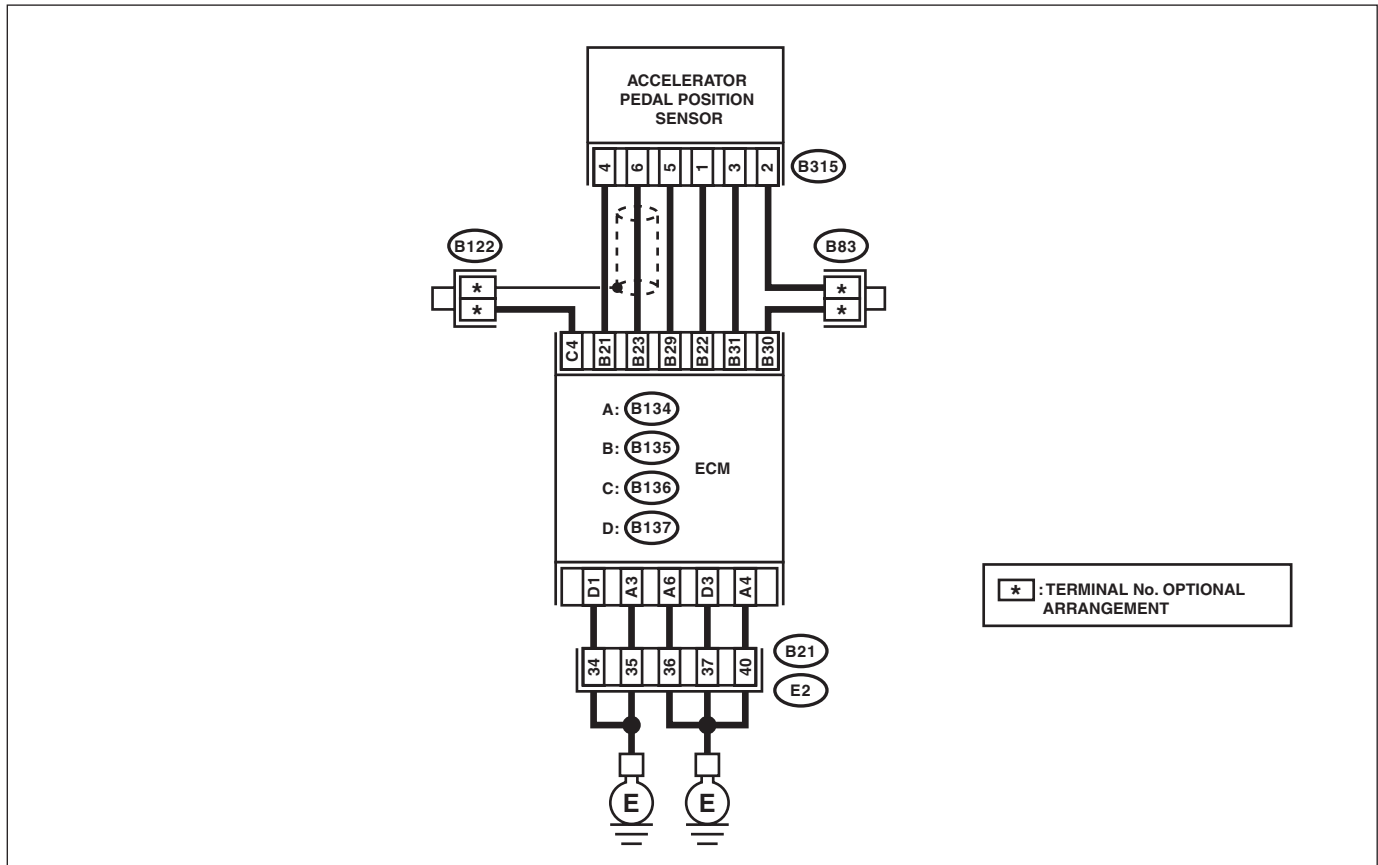 ACCELERATOR
PEDAL POSITION
SENSOR
4 6 5 1 3 2
B315
B122
B83
*
*
*
*
C4 B21 B23 B29 B22 B31 B30
A: B134
B: B135
ECM
C: B136
D: B137
* : TERMINAL No. OPTIONAL
ARRANGEMENT
D1 A3 A6 D3 A4
B21
34 35 36 37 40
E2
E E